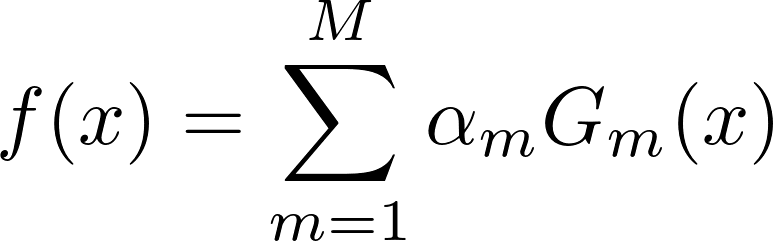 f(x) = \sum_{m=1}^{M} \alpha_m G_m(x)